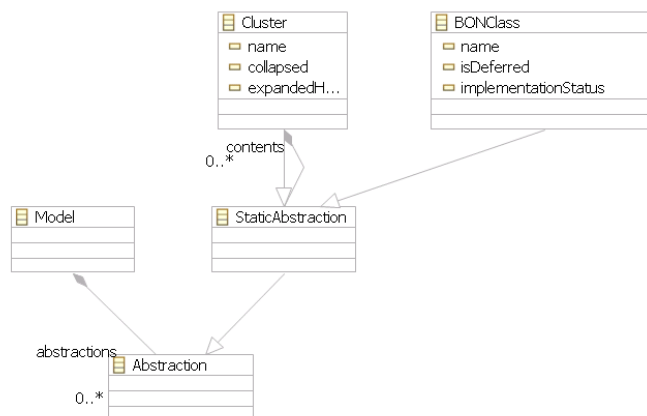 Cluster
name
collapsed
expandedH...
BONClass
name
isDeferred
implementationStatus
contents
0..*
Model
StaticAbstraction
abstractions
Abstraction
0..*